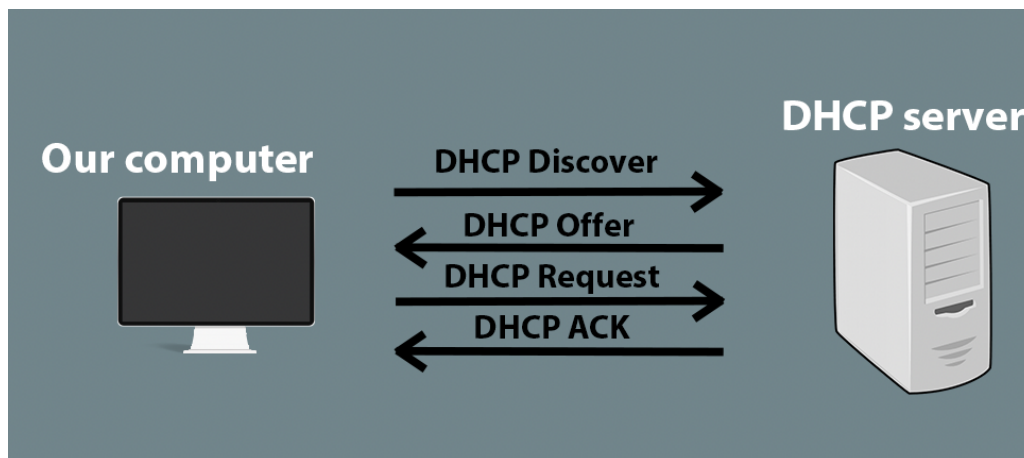 DHCP server
Our computer
DHCP Discover
DHCP Offer
DHCP Request
DHCP ACK